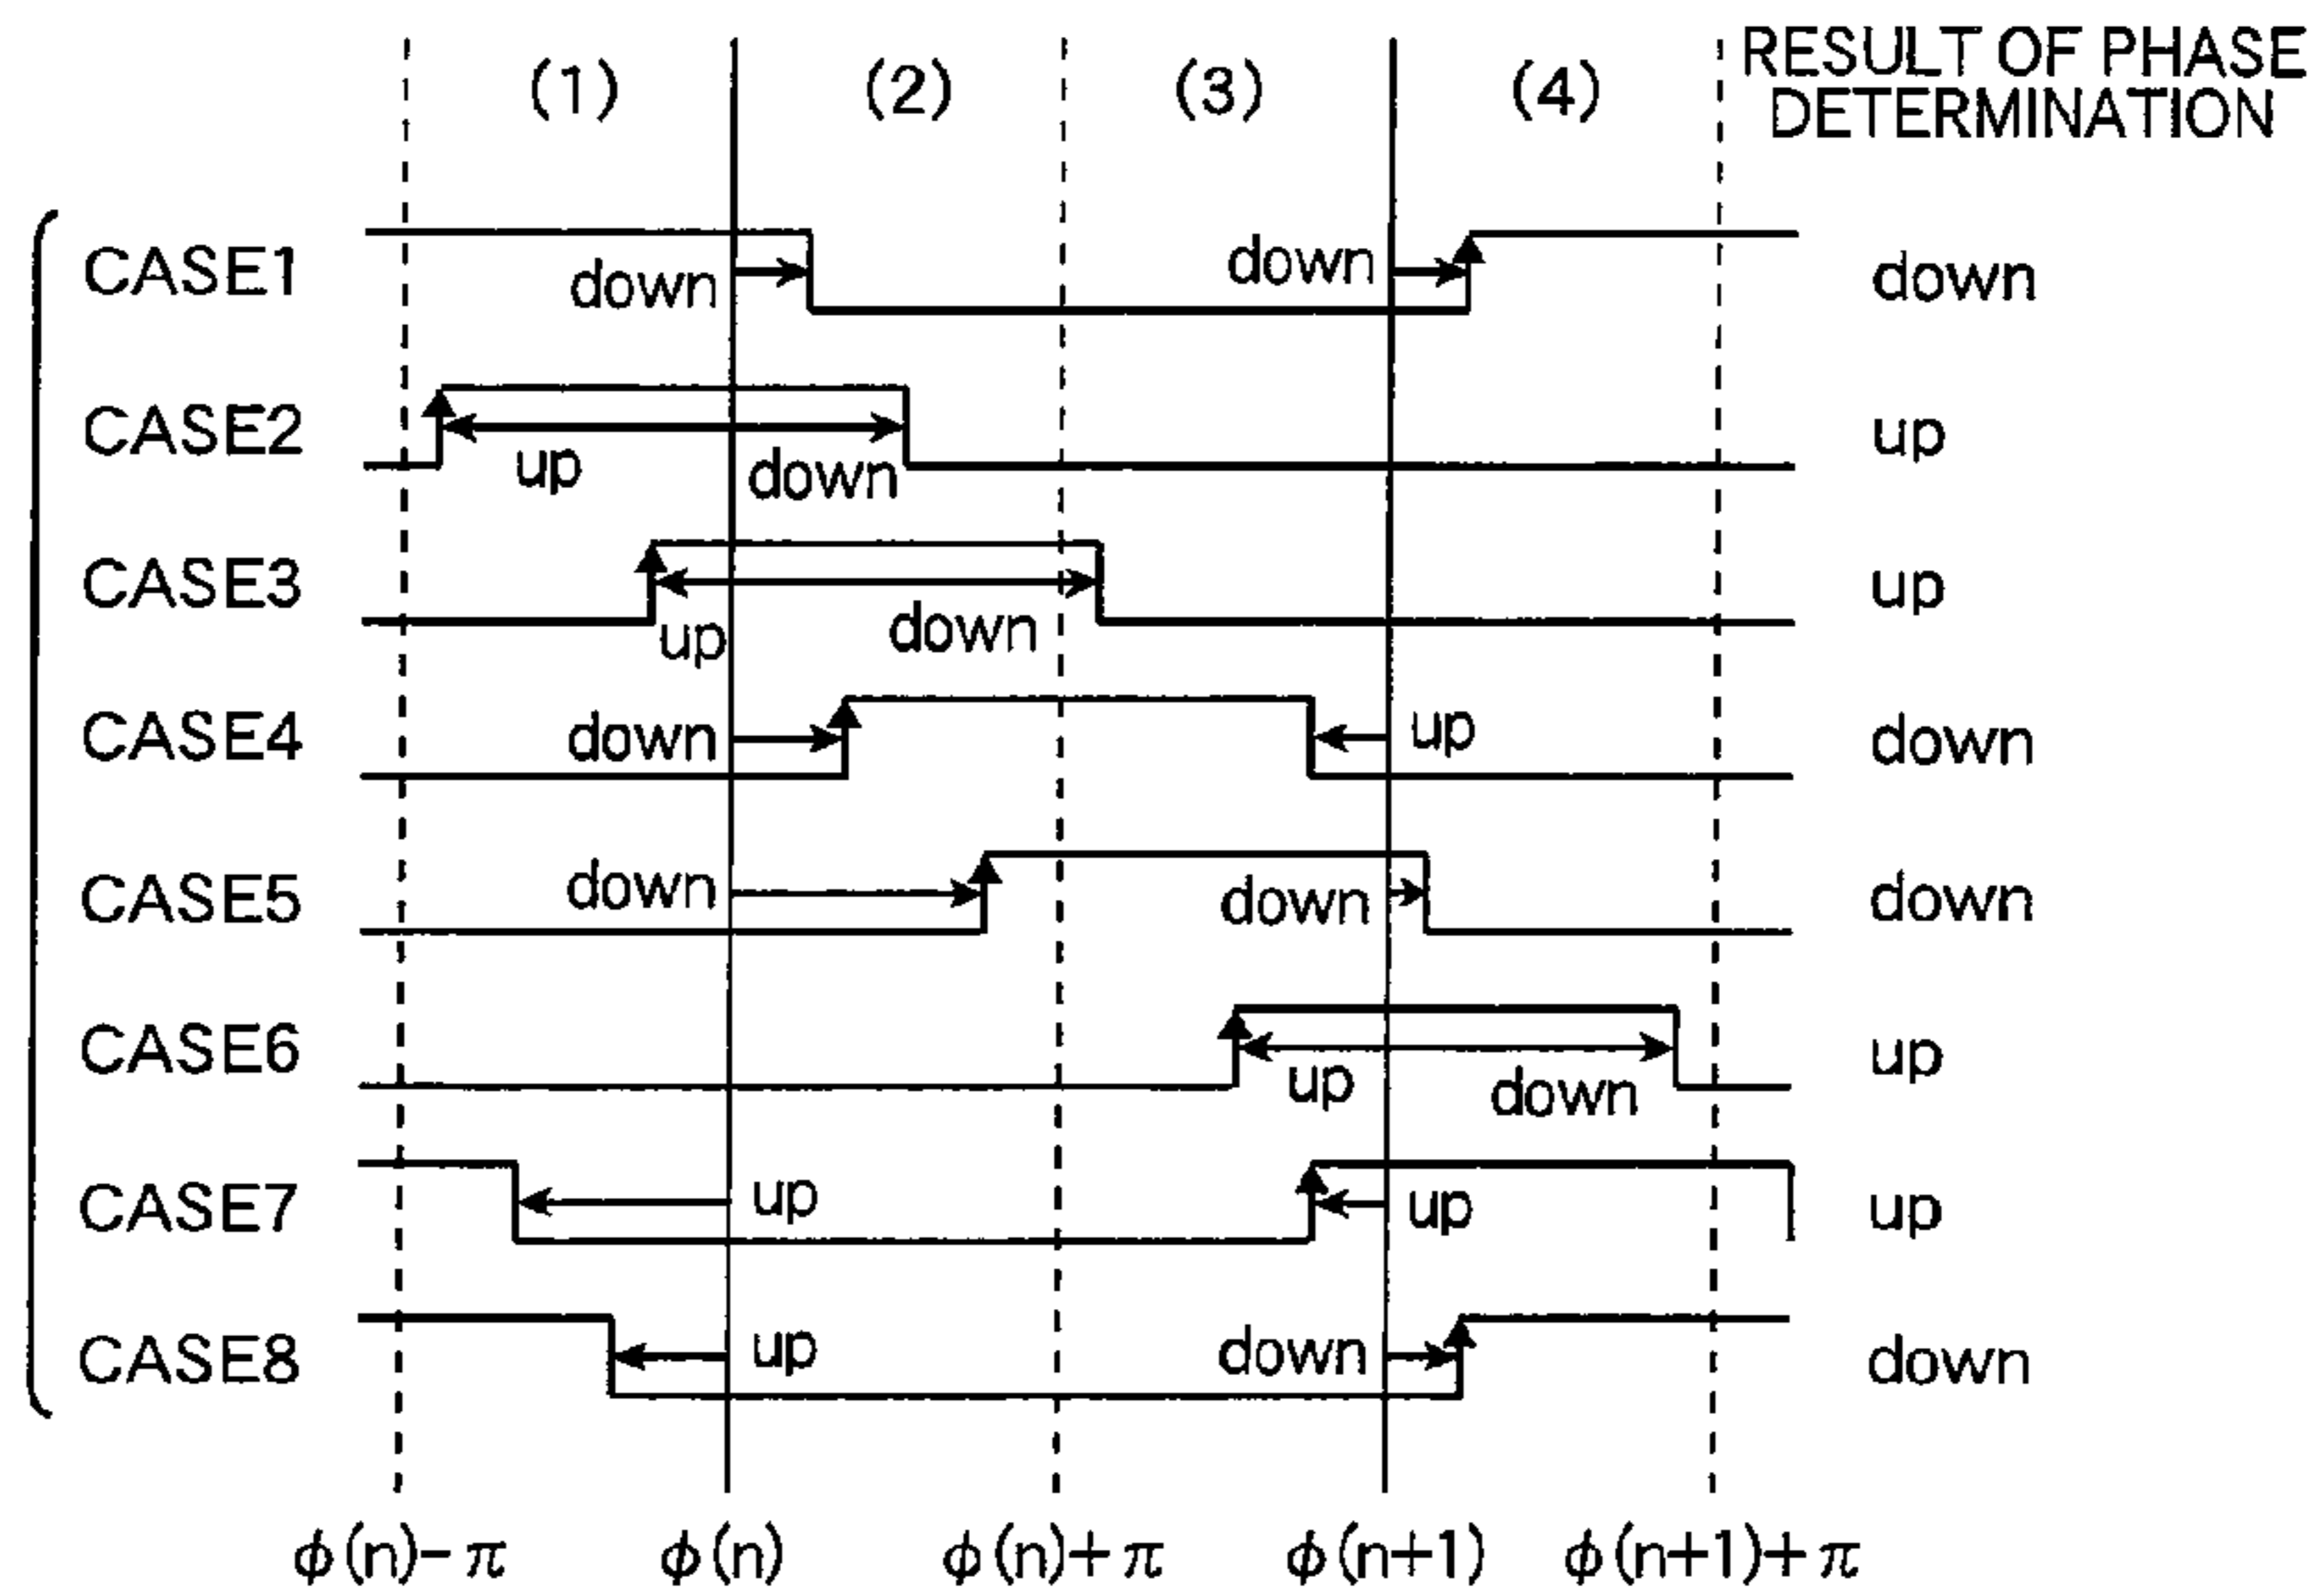 (1) (2) (3) (4) RESULT OF PHASE
DETERMINATION
CASE1 down down down
CASE2 up down up
CASE3 up down up
CASE4 down up down
CASE5 down down down
CASE6 up down up
CASE7 up up up
CASE8 up down down
ϕ(n)-π ϕ(n) ϕ(n)+π ϕ(n+1) ϕ(n+1)+π